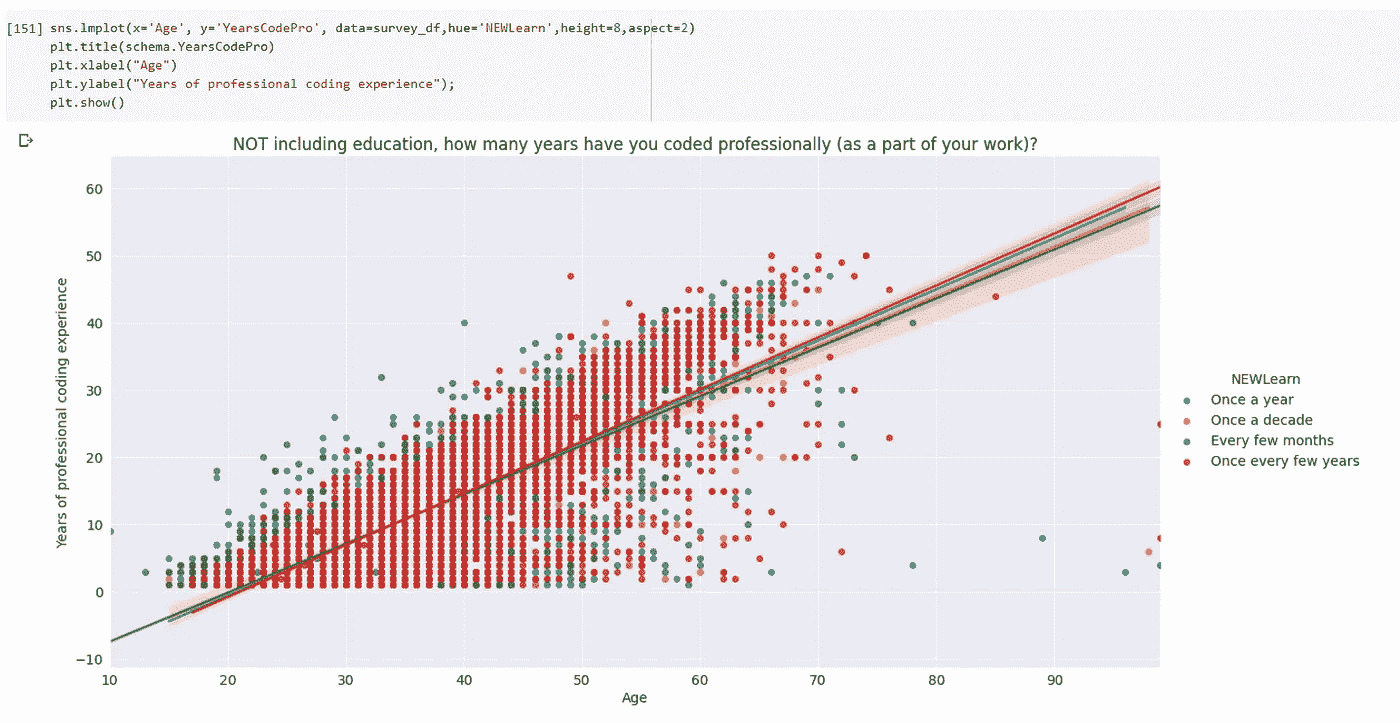 [151] sns.lmplot(x='Age', y='YearsCodePro', data=survey_df,hue='NEWLearn',height=8,aspect=2)
plt.title(schema.YearsCodePro)
plt.xlabel("Age")
plt.ylabel("Years of professional coding experience");
plt.show()
NOT including education, how many years have you coded professionally (as a part of your work)?
60
50
40
30
20
10
0
−10
Years of professional coding experience
10 20 30 40 50 60 70 80 90
Age
NEWLearn
Once a year
Once a decade
Every few months
Once every few years